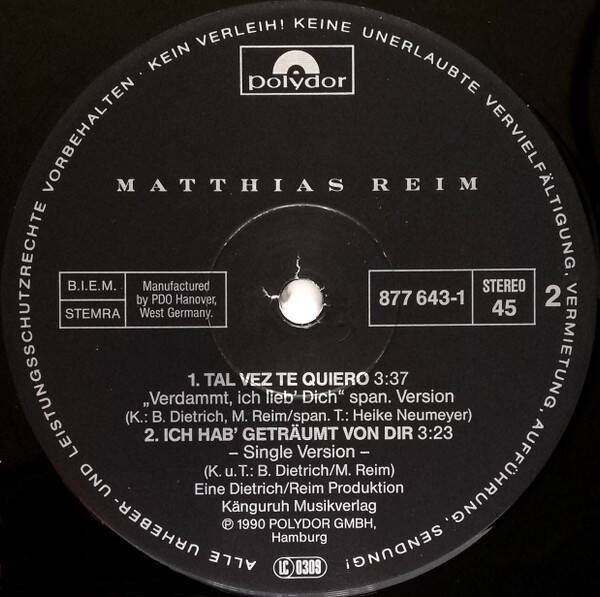 ALLE URHEBER- UND LEISTUNGSSCHUTZRECHTE VORBEHALTEN · KEIN VERLEIH! KEINE UNERLAUBTE VERVIELFÄLTIGUNG, VERMIETUNG, AUFFÜHRUNG, SENDUNG!
polydor
MATTHIAS REIM
B.I.E.M.
STEMRA
Manufactured
by PDO Hanover,
West Germany.
877 643-1
STEREO
45
2
1. TAL VEZ TE QUIERO 3:37
„Verdammt, ich lieb' Dich“ span. Version
(K.: B. Dietrich, M. Reim/span. T.: Heike Neumeyer)
2. ICH HAB' GETRÄUMT VON DIR 3:23
– Single Version –
(K. u. T.: B. Dietrich/M. Reim)
Eine Dietrich/Reim Produktion
Känguruh Musikverlag
℗ 1990 POLYDOR GMBH,
Hamburg
LC 0309